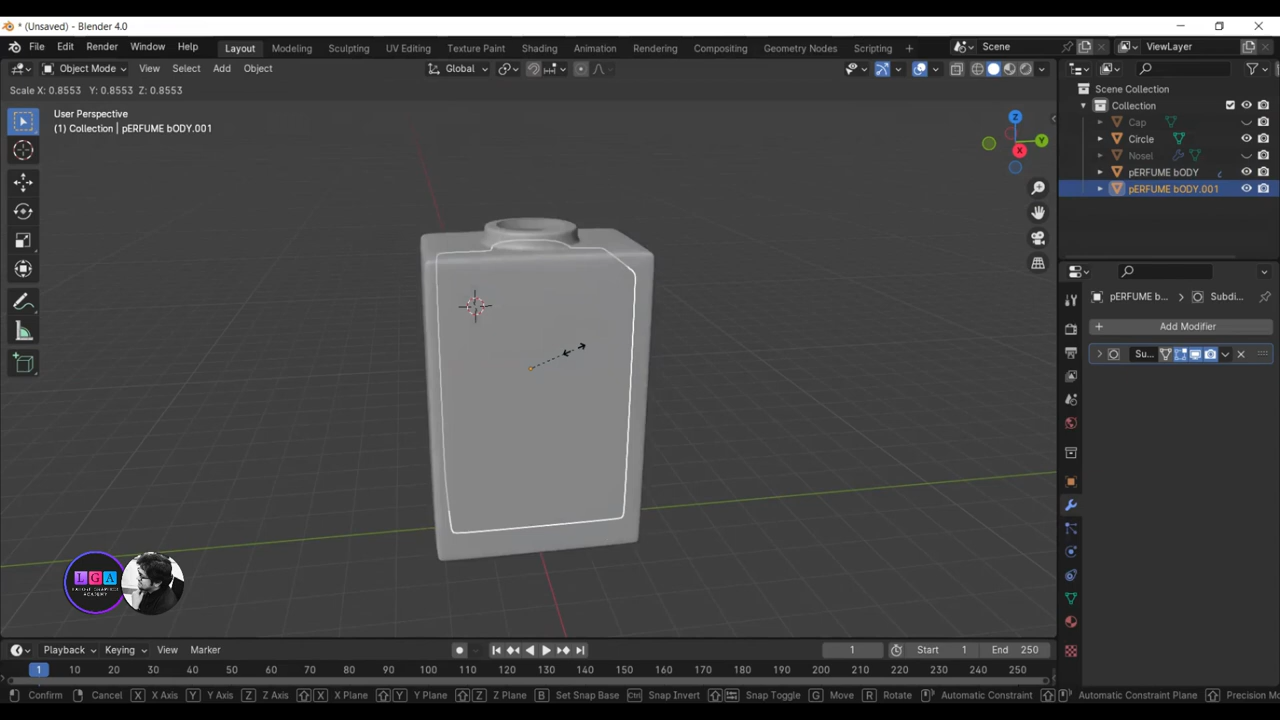 * (Unsaved) - Blender 4.0
File Edit Render Window Help Layout Modeling Sculpting UV Editing Texture Paint Shading Animation Rendering Compositing Geometry Nodes Scripting + Scene ViewLayer
Object Mode View Select Add Object Global
Scale X: 0.8553 Y: 0.8553 Z: 0.8553
User Perspective
(1) Collection | pERFUME bODY.001
Z
Y
X
Scene Collection
Collection
Cap
Circle
Nosel
pERFUME bODY
pERFUME bODY.001
pERFUME b... > Subdi...
+ Add Modifier
Su...
LGA
Playback Keying View Marker 1 Start 1 End 250
1 10 20 30 40 50 60 70 80 90 100 110 120 130 140 150 160 170 180 190 200 210 220 230 240 250
Confirm Cancel X X Axis Y Y Axis Z Z Axis X X Plane Y Y Plane Z Z Plane B Set Snap Base Ctrl Snap Invert Snap Toggle G Move R Rotate Automatic Constraint Automatic Constraint Plane Precision Mo